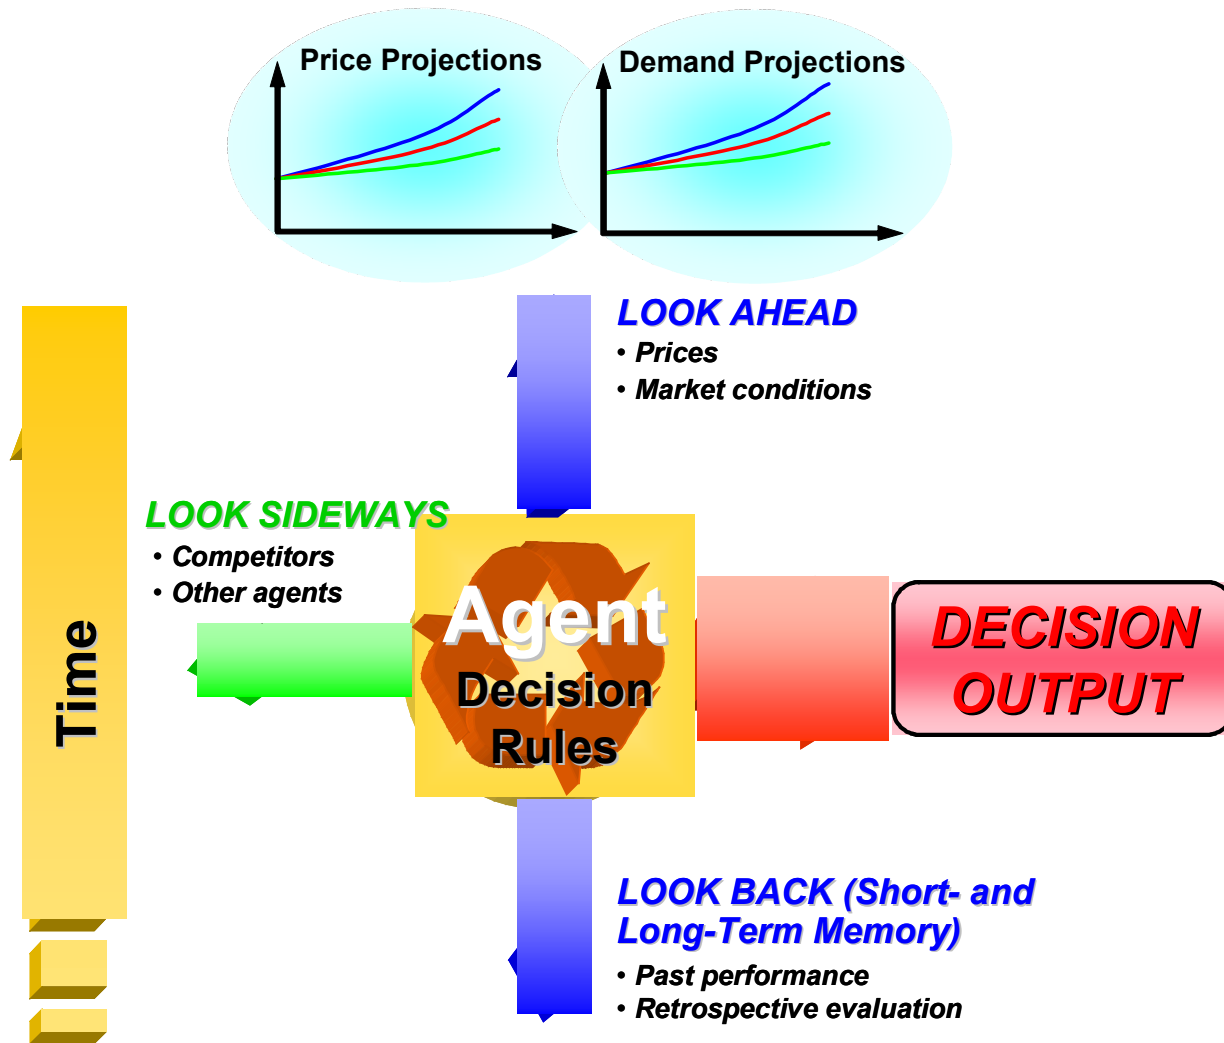 Price Projections
Demand Projections
LOOK AHEAD
• Prices
• Market conditions
LOOK SIDEWAYS
• Competitors
• Other agents
Time
Agent
Decision
Rules
DECISION
OUTPUT
LOOK BACK (Short- and
Long-Term Memory)
• Past performance
• Retrospective evaluation